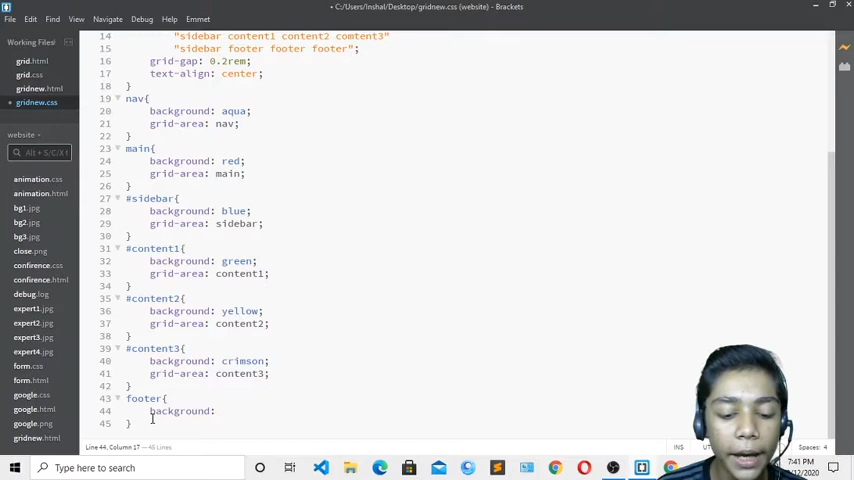 • C:/Users/Inshal/Desktop/gridnew.css (website) - Brackets
File Edit Find View Navigate Debug Help Emmet
Working Files
grid.html
grid.css
gridnew.html
• gridnew.css
website
Alt + S/C/X t
animation.css
animation.html
bg1.jpg
bg2.jpg
bg3.jpg
close.png
confirence.css
confirence.html
debug.log
expert1.jpg
expert2.jpg
expert3.jpg
expert4.jpg
form.css
form.html
google.css
google.html
google.png
gridnew.html
14 "sidebar content1 content2 comtent3"
15 "sidebar footer footer footer";
16 grid-gap: 0.2rem;
17 text-align: center;
18 }
19 nav{
20 background: aqua;
21 grid-area: nav;
22 }
23 main{
24 background: red;
25 grid-area: main;
26 }
27 #sidebar{
28 background: blue;
29 grid-area: sidebar;
30 }
31 #content1{
32 background: green;
33 grid-area: content1;
34 }
35 #content2{
36 background: yellow;
37 grid-area: content2;
38 }
39 #content3{
40 background: crimson;
41 grid-area: content3;
42 }
43 footer{
44 background:
45 }
Line 44, Column 17 — 48 Lines
INS
Spaces: 4
Type here to search
7:41 PM
/12/2020